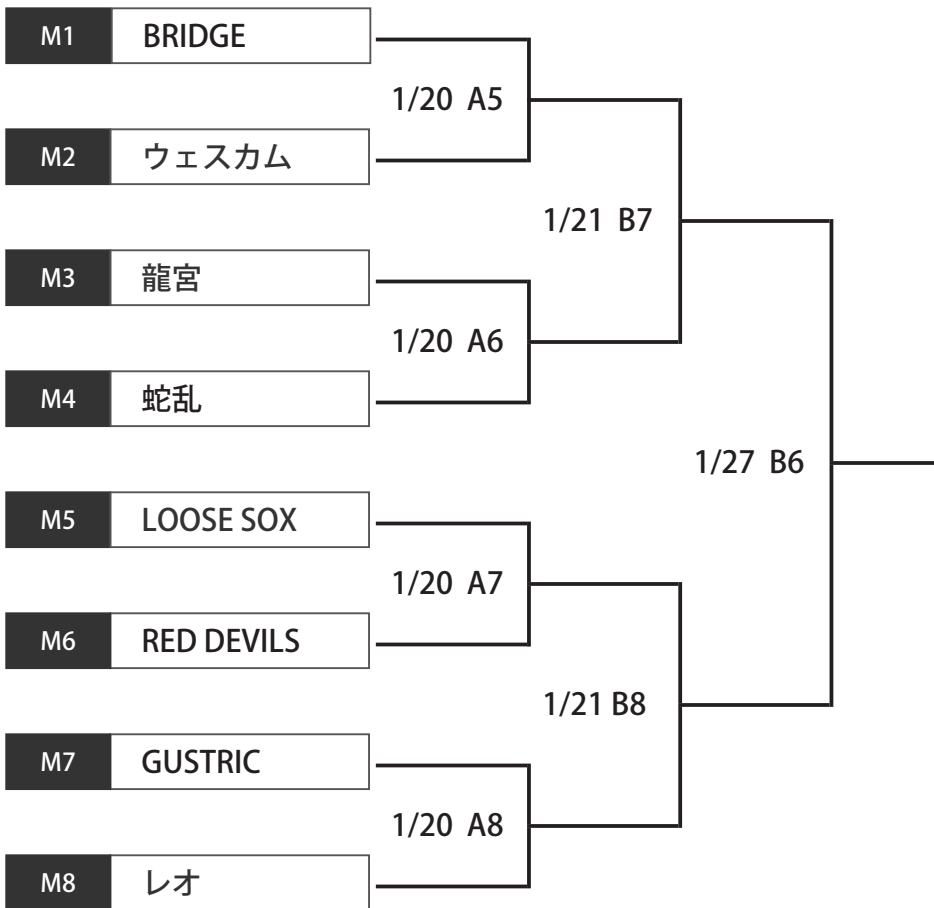 M1 BRIDGE
1/20 A5
M2 ウェスカム
1/21 B7
M3 龍宮
1/20 A6
M4 蛇乱
1/27 B6
M5 LOOSE SOX
1/20 A7
M6 RED DEVILS
1/21 B8
M7 GUSTRIC
1/20 A8
M8 レオ